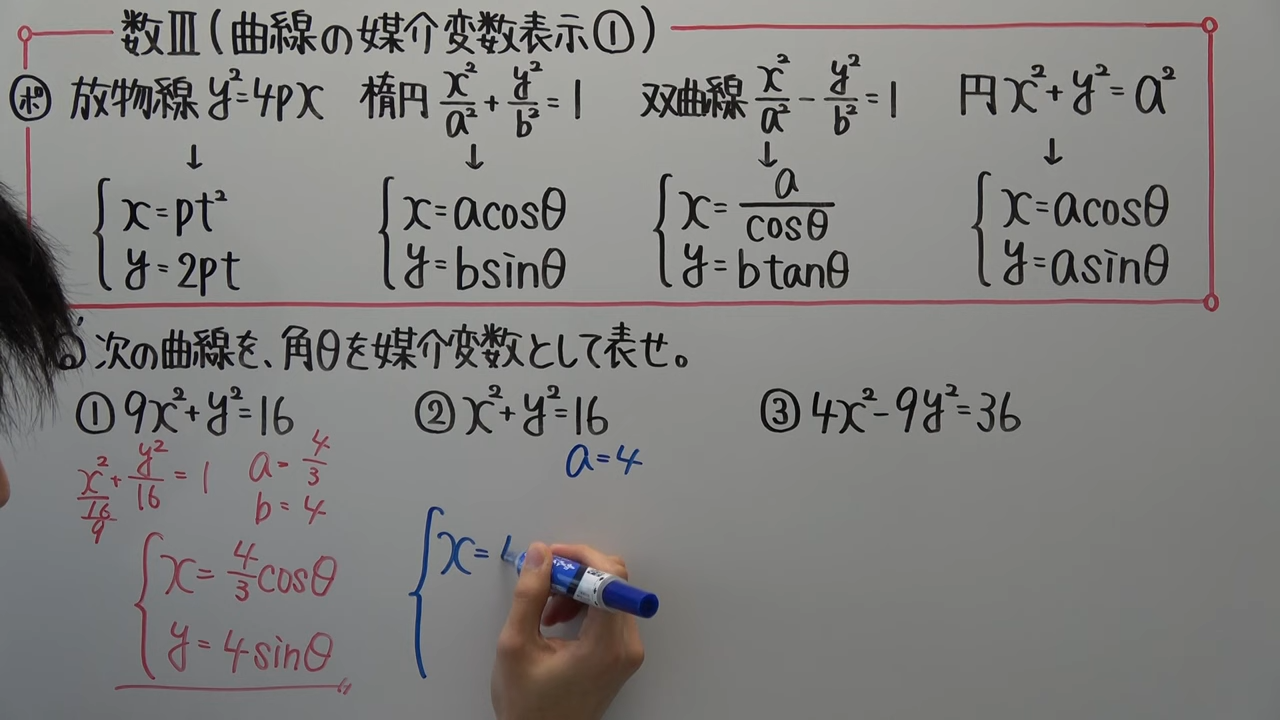 数Ⅲ(曲線の媒介変数表示①)
ポ 放物線 y²=4px 楕円 x²/a² + y²/b² = 1 双曲線 x²/a² - y²/b² = 1 円 x²+y²=a²
↓ ↓ ↓ ↓
x=pt² x=acosθ x=a/cosθ x=acosθ
y=2pt y=bsinθ y=btanθ y=asinθ
次の曲線を、角θを媒介変数として表せ。
① 9x²+y²=16 ② x²+y²=16 ③ 4x²-9y²=36
x²/(16/9) + y²/16 = 1 a=4/3 a=4
b=4
x=4/3cosθ x=
y=4sinθ